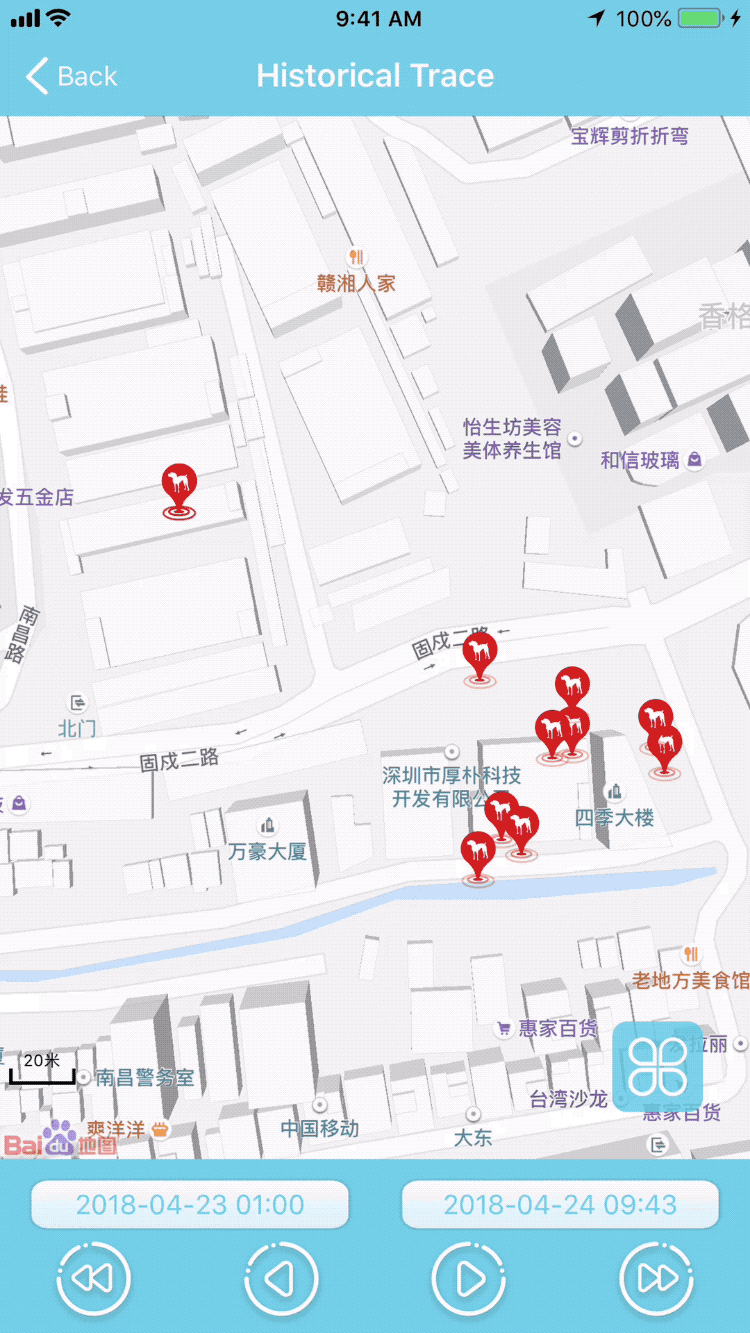 9:41 AM
100%
Back
Historical Trace
宝辉剪折折弯
赣湘人家
香格
怡生坊美容
美体养生馆
和信玻璃
发五金店
南昌路
固戍二路
北门
固戍二路
深圳市厚朴科技
开发有限公
四季大楼
万豪大厦
老地方美食馆
惠家百货
拉丽
20米
南昌警务室
台湾沙龙
惠家百货
爽洋洋
中国移动
大东
Bai du 地图
2018-04-23 01:00
2018-04-24 09:43